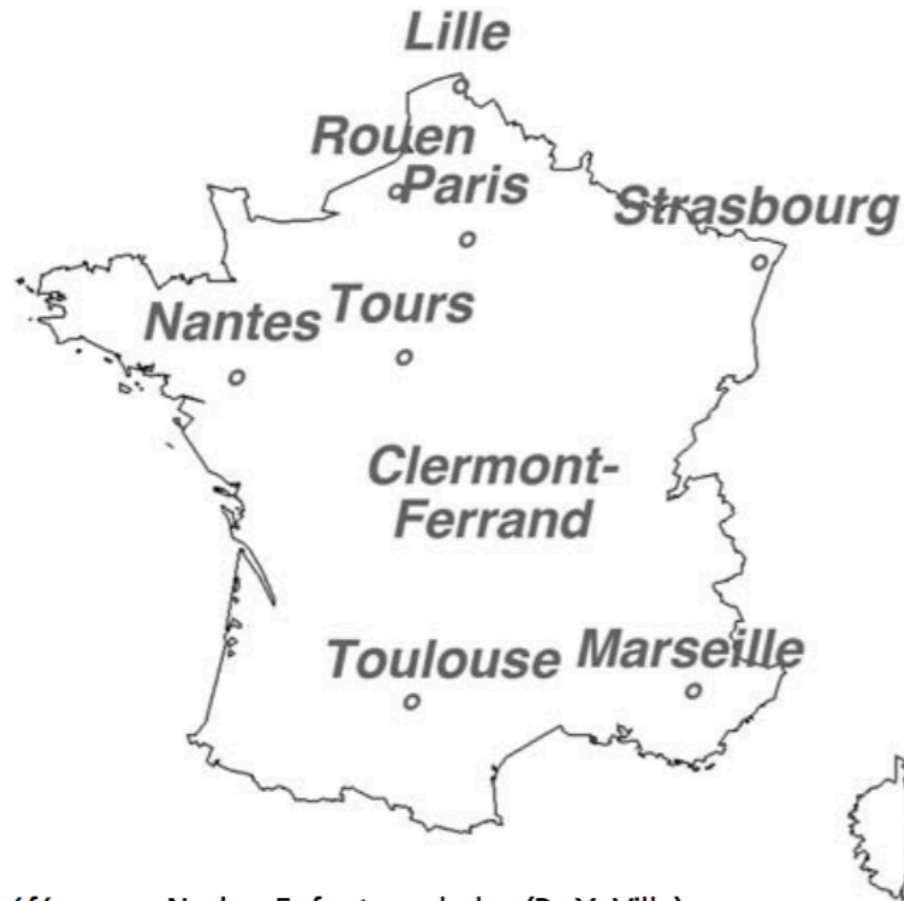 Lille
Rouen
Paris
Strasbourg
Nantes
Tours
Clermont-
Ferrand
Toulouse
Marseille